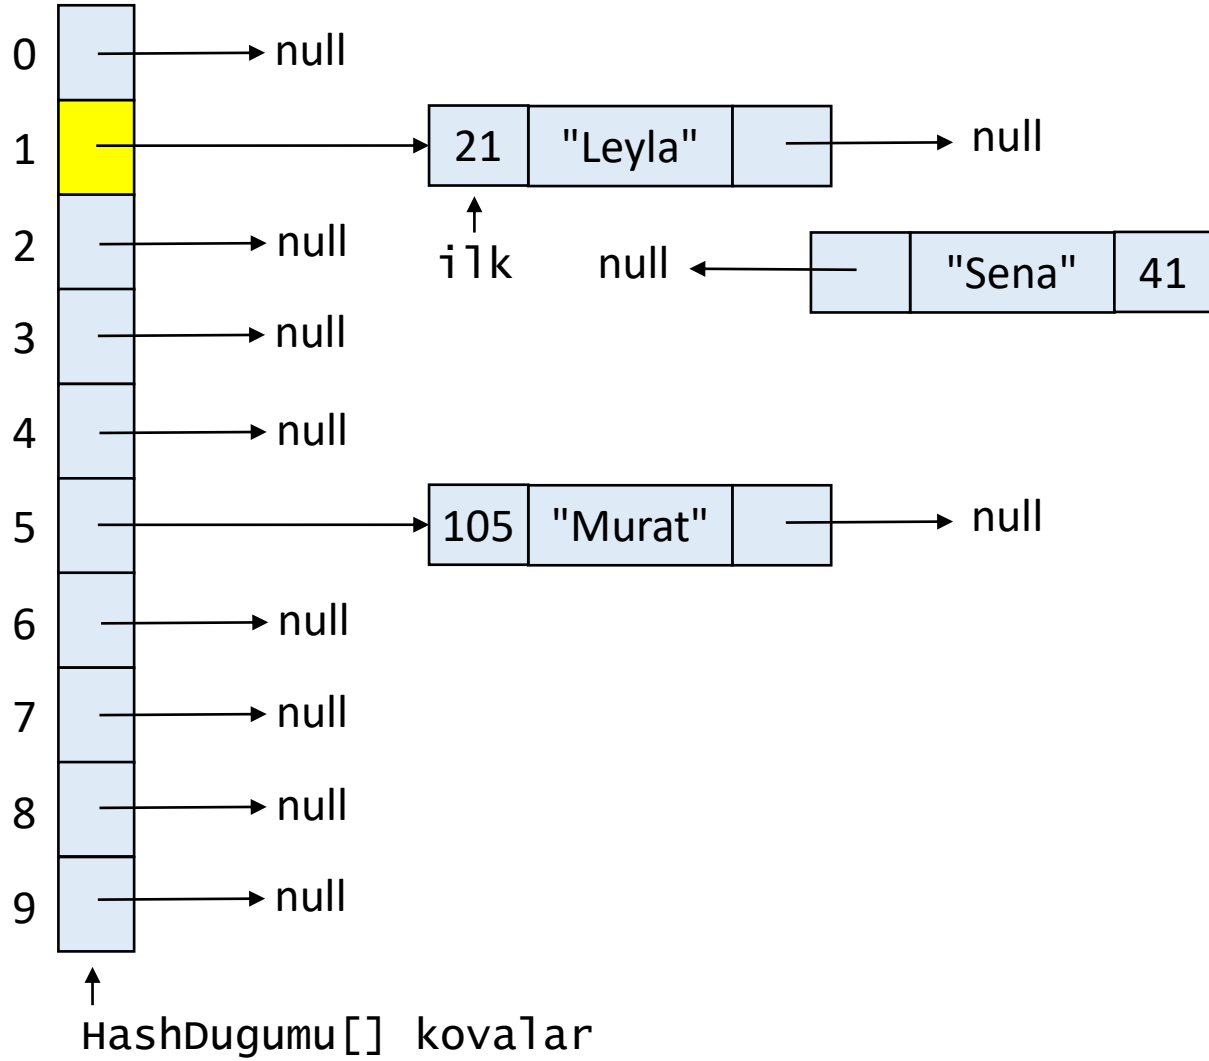 0 null
1 21 "Leyla" null
2 null
ilk null "Sena" 41
3 null
4 null
5 105 "Murat" null
6 null
7 null
8 null
9 null
HashDugumu[] kovalar